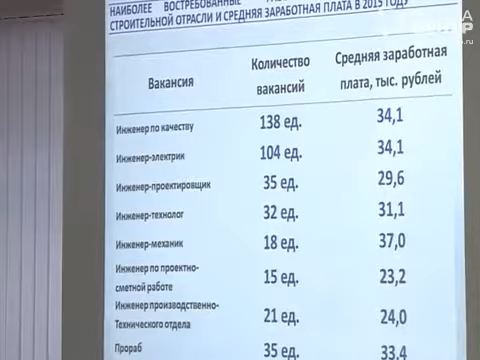 НАИБОЛЕЕ ВОСТРЕБОВАННЫЕ
СТРОИТЕЛЬНОЙ ОТРАСЛИ И СРЕДНЯЯ ЗАРАБОТНАЯ ПЛАТА В 2015 ГОДУ
Вакансия Количество вакансий Средняя заработная плата, тыс. рублей
Инженер по качеству 138 ед. 34,1
Инженер-электрик 104 ед. 34,1
Инженер-проектировщик 35 ед. 29,6
Инженер-технолог 32 ед. 31,1
Инженер-механик 18 ед. 37,0
Инженер по проектно-
сметной работе 15 ед. 23,2
Инженер производственно-
Технического отдела 21 ед. 24,0
Прораб 35 ед. 33,4